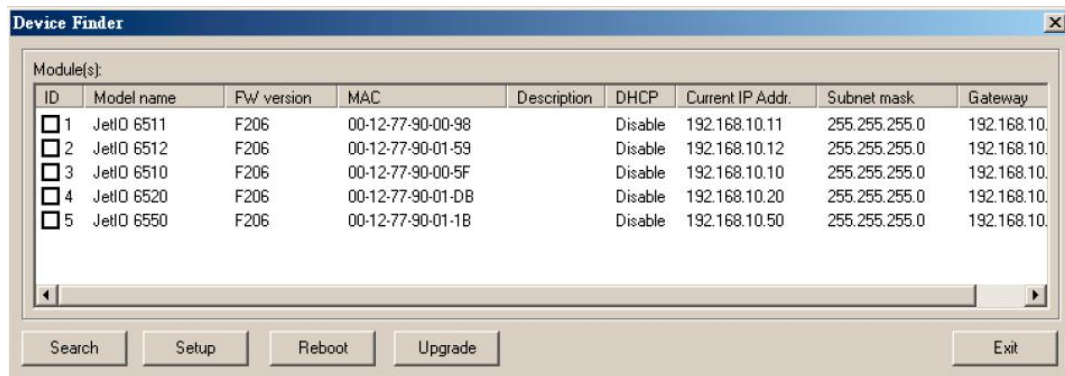 Device Finder
Module(s):
ID Model name FW version MAC Description DHCP Current IP Addr. Subnet mask Gateway
1 JetIO 6511 F206 00-12-77-90-00-98 Disable 192.168.10.11 255.255.255.0 192.168.10.
2 JetIO 6512 F206 00-12-77-90-01-59 Disable 192.168.10.12 255.255.255.0 192.168.10.
3 JetIO 6510 F206 00-12-77-90-00-5F Disable 192.168.10.10 255.255.255.0 192.168.10.
4 JetIO 6520 F206 00-12-77-90-01-DB Disable 192.168.10.20 255.255.255.0 192.168.10.
5 JetIO 6550 F206 00-12-77-90-01-1B Disable 192.168.10.50 255.255.255.0 192.168.10.
Search Setup Reboot Upgrade Exit